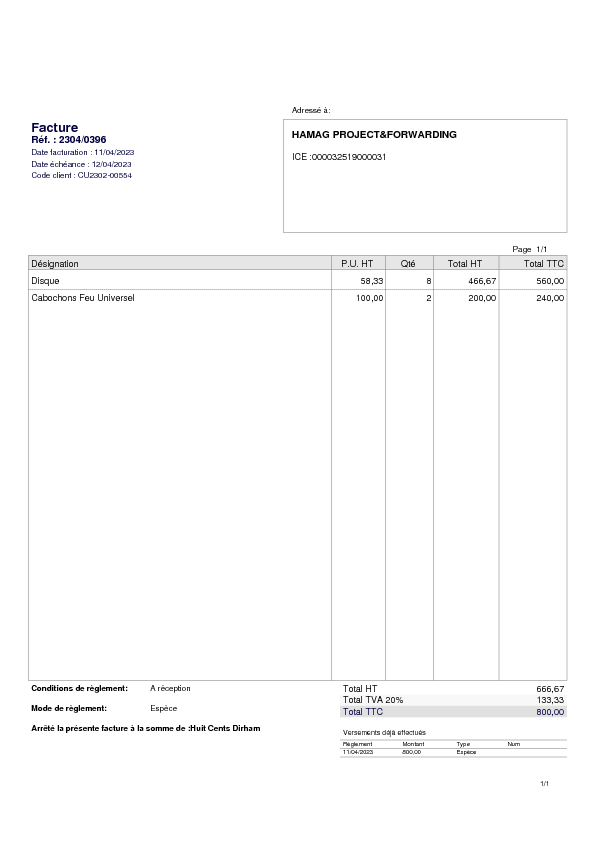 Adressé à:
Facture
Réf. : 2304/0396
Date facturation : 11/04/2023
Date échéance : 12/04/2023
Code client : CU2302-00554
HAMAG PROJECT&FORWARDING
ICE :000032519000031
Page 1/1
Désignation P.U. HT Qté Total HT Total TTC
Disque 58,33 8 466,67 560,00
Cabochons Feu Universel 100,00 2 200,00 240,00
Conditions de règlement: A réception
Mode de règlement: Espèce
Arrêté la présente facture à la somme de :Huit Cents Dirham
Total HT 666,67
Total TVA 20% 133,33
Total TTC 800,00
Versements déjà effectués
Règlement Montant Type Num
11/04/2023 800,00 Espèce
1/1